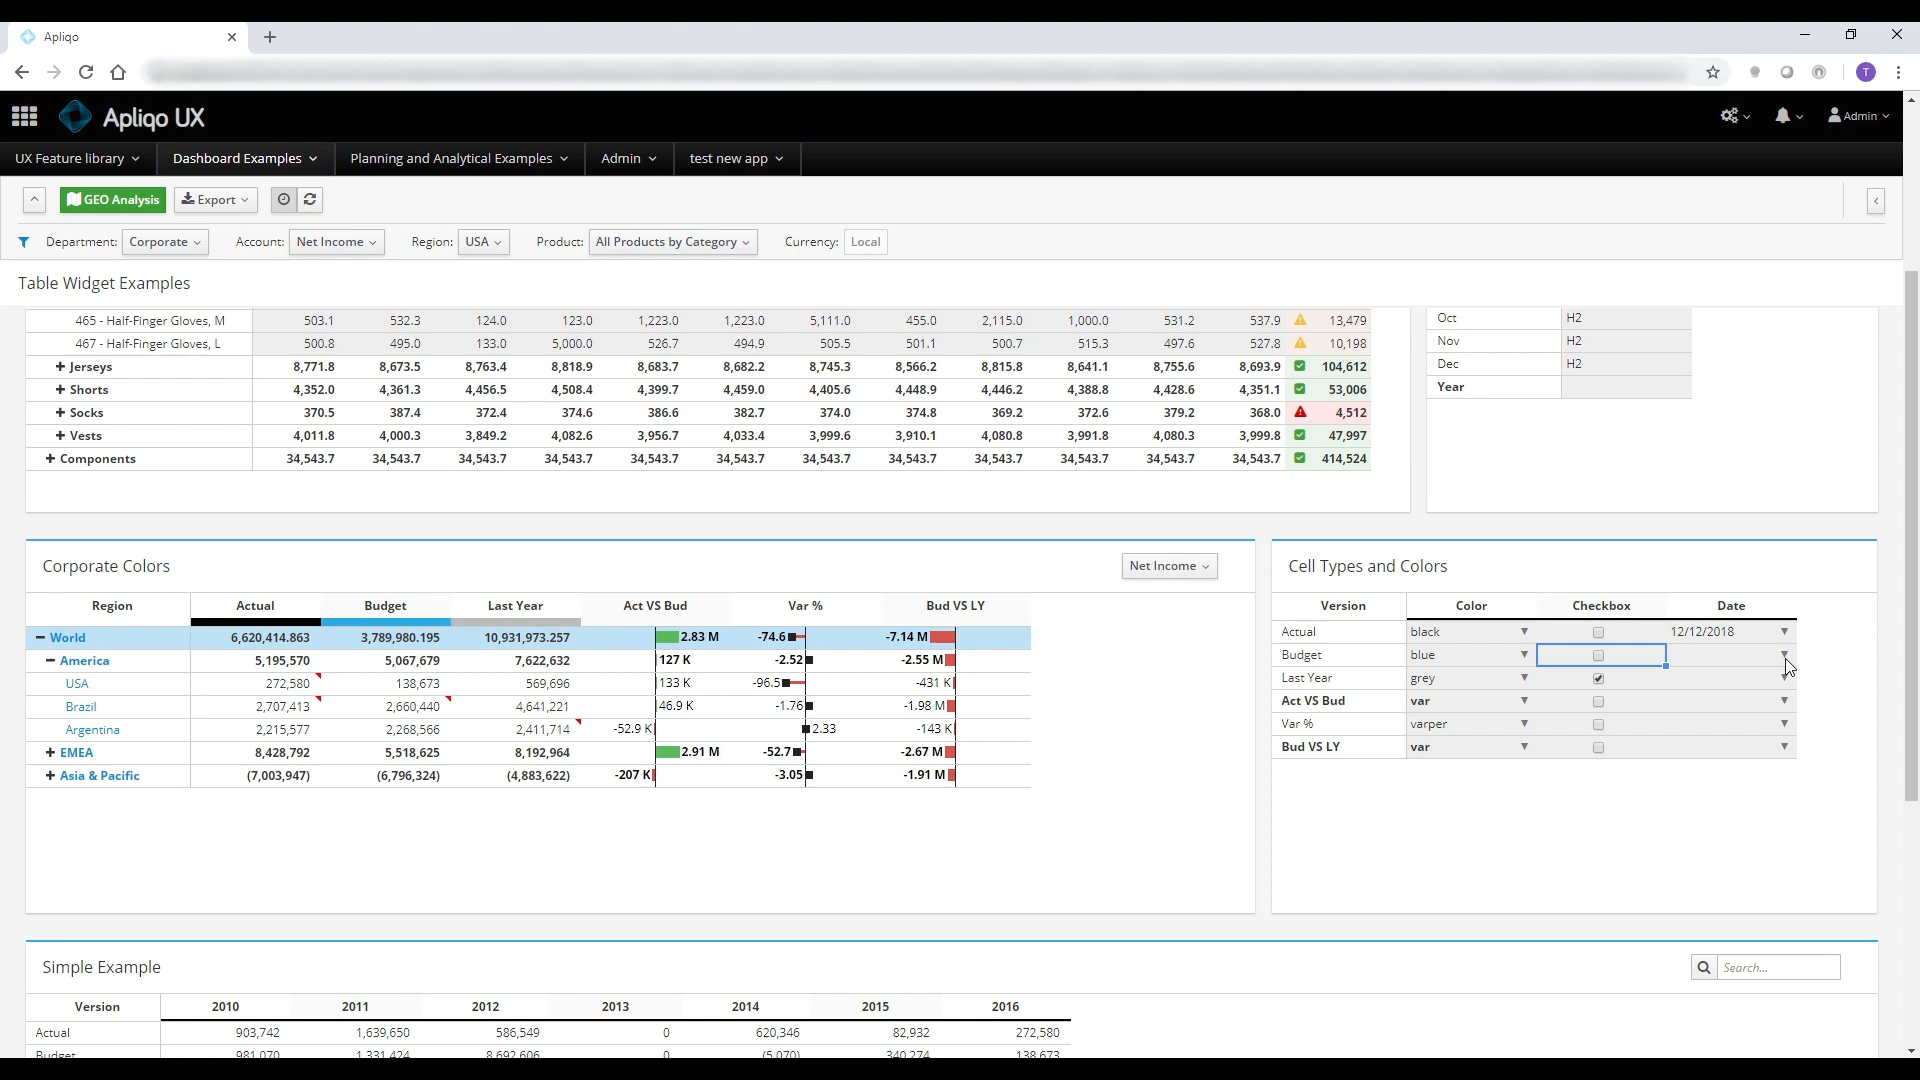 Apliqo
T
Apliqo UX
Admin
UX Feature library Dashboard Examples Planning and Analytical Examples Admin test new app
GEO Analysis Export
Department: Corporate Account: Net Income Region: USA Product: All Products by Category Currency: Local
Table Widget Examples
465 - Half-Finger Gloves, M 503.1 532.3 124.0 123.0 1,223.0 1,223.0 5,111.0 455.0 2,115.0 1,000.0 531.2 537.9 13,479
467 - Half-Finger Gloves, L 500.8 495.0 133.0 5,000.0 526.7 494.9 505.5 501.1 500.7 515.3 497.6 527.8 10,198
+ Jerseys 8,771.8 8,673.5 8,763.4 8,818.9 8,683.7 8,682.2 8,745.3 8,566.2 8,815.8 8,641.1 8,755.6 8,693.9 104,612
+ Shorts 4,352.0 4,361.3 4,456.5 4,508.4 4,399.7 4,459.0 4,405.6 4,448.9 4,446.2 4,388.8 4,428.6 4,351.1 53,006
+ Socks 370.5 387.4 372.4 374.6 386.6 382.7 374.0 374.8 369.2 372.6 379.2 368.0 4,512
+ Vests 4,011.8 4,000.3 3,849.2 4,082.6 3,956.7 4,033.4 3,999.6 3,910.1 4,080.8 3,991.8 4,080.3 3,999.8 47,997
+ Components 34,543.7 34,543.7 34,543.7 34,543.7 34,543.7 34,543.7 34,543.7 34,543.7 34,543.7 34,543.7 34,543.7 34,543.7 414,524
Oct H2
Nov H2
Dec H2
Year
Corporate Colors Net Income
Region Actual Budget Last Year Act VS Bud Var % Bud VS LY
− World 6,620,414.863 3,789,980.195 10,931,973.257 2.83 M -74.6 -7.14 M
− America 5,195,570 5,067,679 7,622,632 127 K -2.52 -2.55 M
USA 272,580 138,673 569,696 133 K -96.5 -431 K
Brazil 2,707,413 2,660,440 4,641,221 46.9 K -1.76 -1.98 M
Argentina 2,215,577 2,268,566 2,411,714 -52.9 K 2.33 -143 K
+ EMEA 8,428,792 5,518,625 8,192,964 2.91 M -52.7 -2.67 M
+ Asia & Pacific (7,003,947) (6,796,324) (4,883,622) -207 K -3.05 -1.91 M
Cell Types and Colors
Version Color Checkbox Date
Actual black 12/12/2018
Budget blue
Last Year grey
Act VS Bud var
Var % varper
Bud VS LY var
Simple Example Search...
Version 2010 2011 2012 2013 2014 2015 2016
Actual 903,742 1,639,650 586,549 0 620,346 82,932 272,580
Budget 981,070 1,331,424 8,692,606 0 (5,070) 340,274 138,673